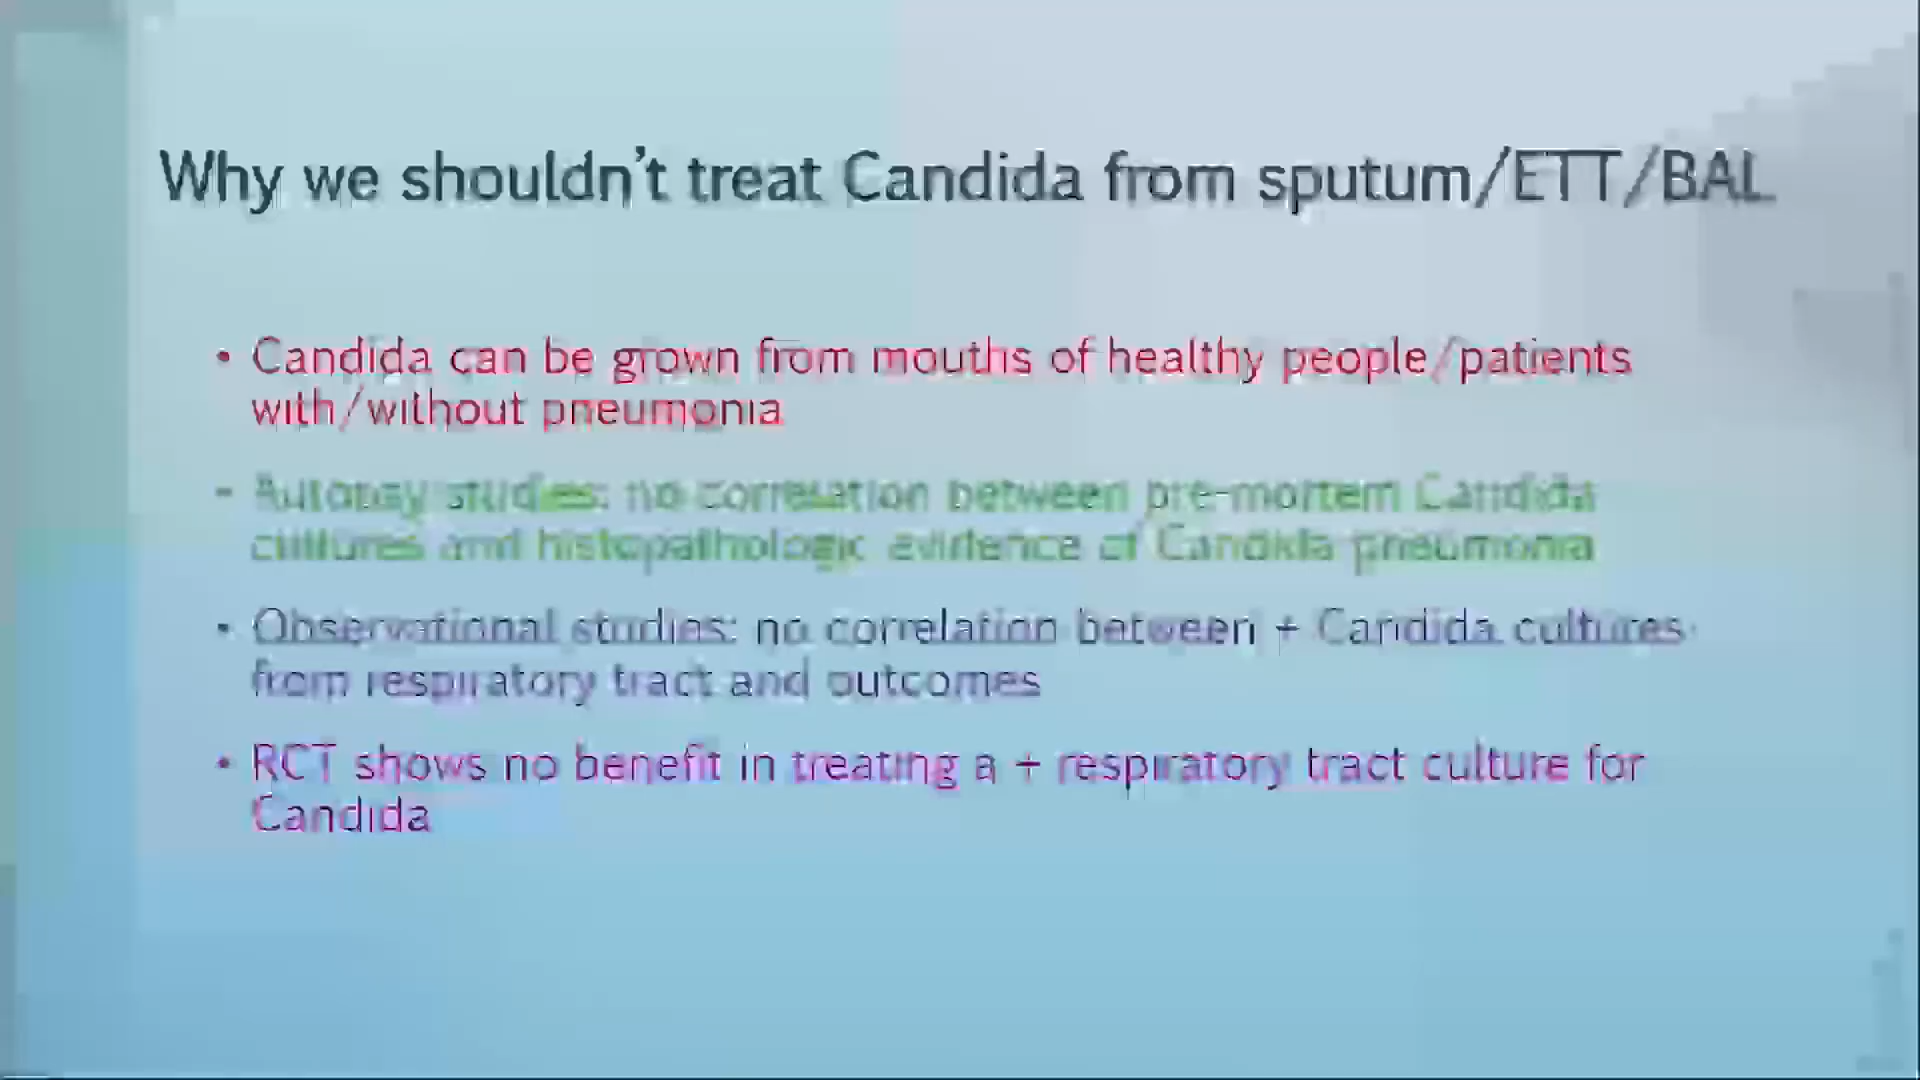 Why we shouldn't treat Candida from sputum/ETT/BAL
• Candida can be grown from mouths of healthy people/patients
with/without pneumonia
• Autopsy studies: no correlation between pre-mortem Candida
cultures and histopathologic evidence of Candida pneumonia
• Observational studies: no correlation between + Candida cultures
from respiratory tract and outcomes
• RCT shows no benefit in treating a + respiratory tract culture for
Candida